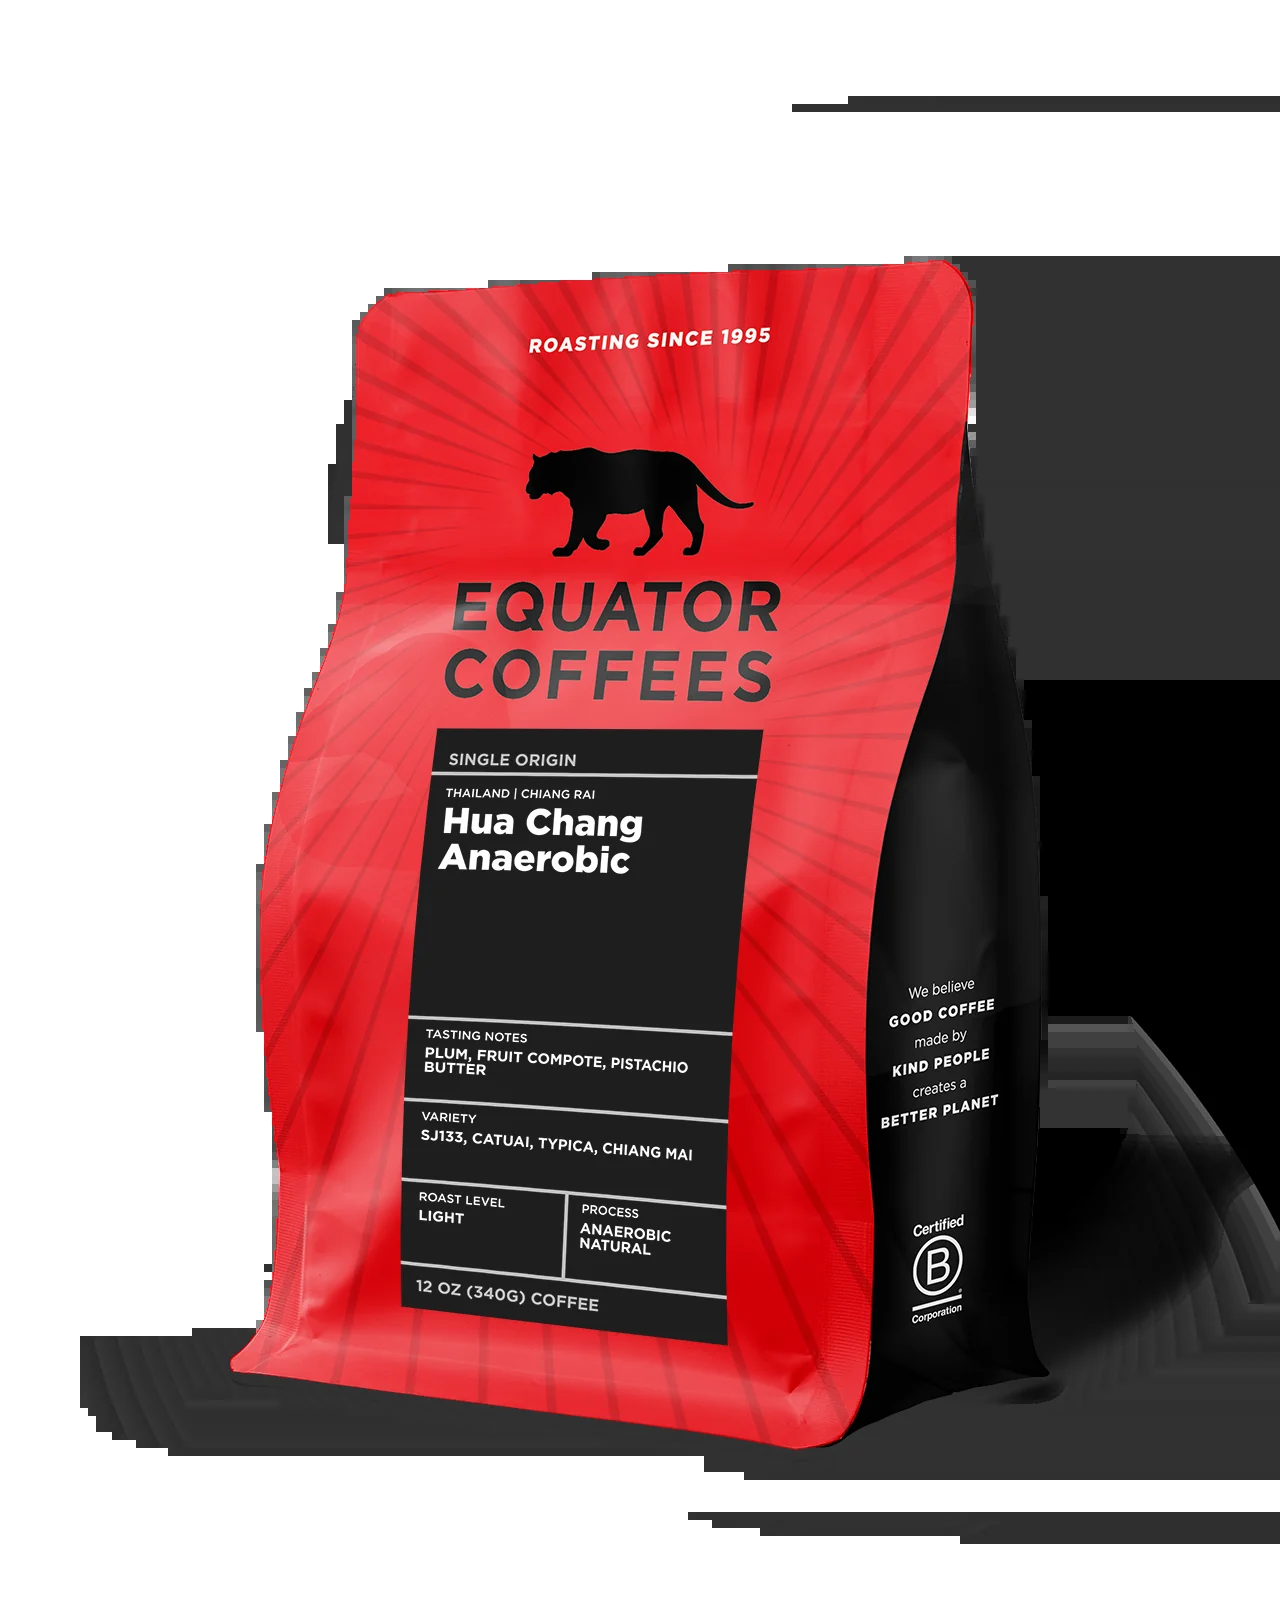 ROASTING SINCE 1995
EQUATOR
COFFEES
SINGLE ORIGIN
THAILAND | CHIANG RAI
Hua Chang
Anaerobic
TASTING NOTES
PLUM, FRUIT COMPOTE, PISTACHIO
BUTTER
VARIETY
SJ133, CATUAI, TYPICA, CHIANG MAI
ROAST LEVEL
LIGHT
PROCESS
ANAEROBIC
NATURAL
12 OZ (340G) COFFEE
We believe
GOOD COFFEE
made by
KIND PEOPLE
creates a
BETTER PLANET
Certified
B
Corporation